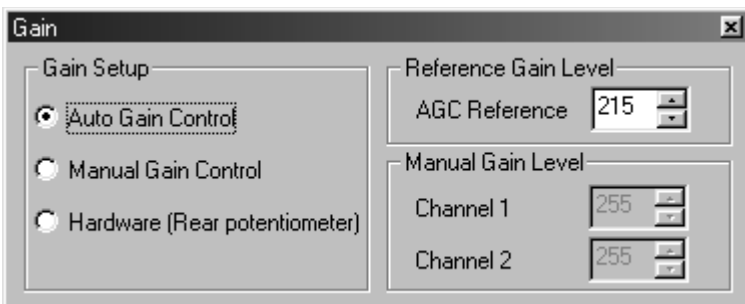 Gain
Gain Setup
Auto Gain Control
Manual Gain Control
Hardware (Rear potentiometer)
Reference Gain Level
AGC Reference 215
Manual Gain Level
Channel 1 255
Channel 2 255